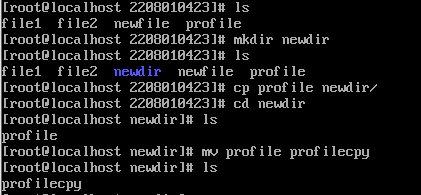 [root@localhost 2208010423]# ls
file1  file2  newfile  profile
[root@localhost 2208010423]# mkdir newdir
[root@localhost 2208010423]# ls
file1  file2  newdir  newfile  profile
[root@localhost 2208010423]# cp profile newdir/
[root@localhost 2208010423]# cd newdir
[root@localhost newdir]# ls
profile
[root@localhost newdir]# mv profile profilecpy
[root@localhost newdir]# ls
profilecpy